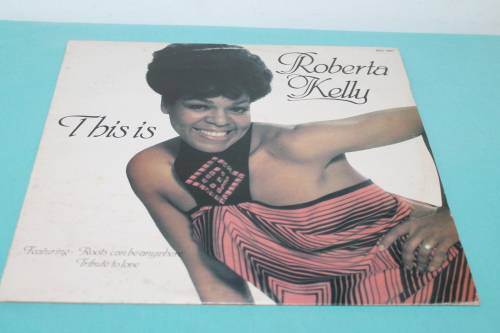 Roberta
Kelly
This is
Featuring - Roots can be anywhere
Tribute to love